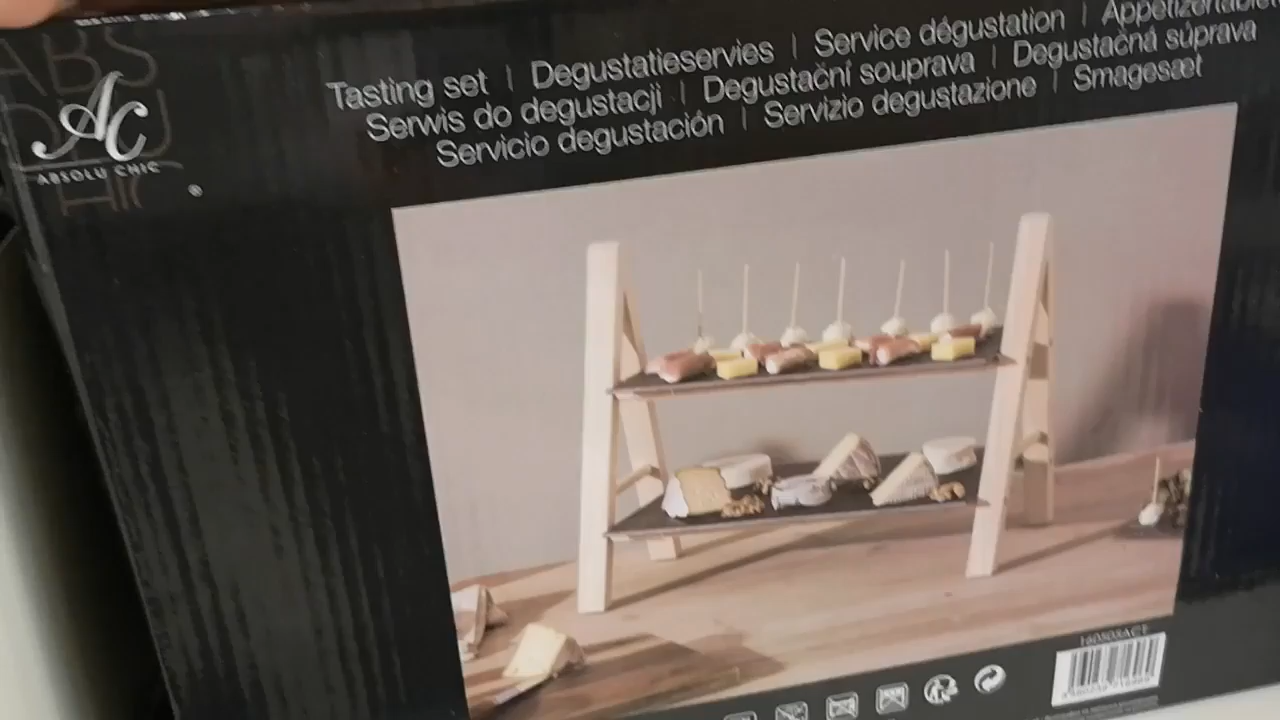 ABS
AC
ABSOLU CHIC
®
Tasting set | Degustatieservies | Service dégustation |
Serwis do degustacji | Degustační souprava | Degustačná súprava
Servicio degustación | Servizio degustazione | Smagesæt